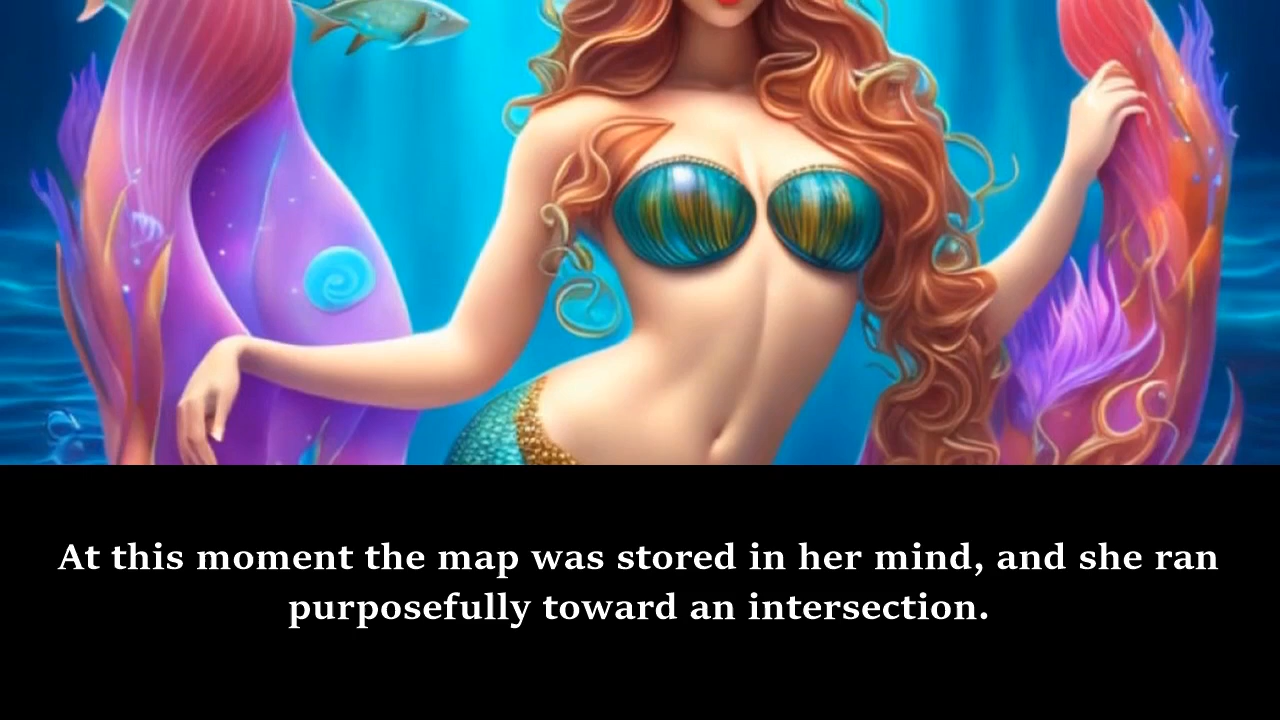 At this moment the map was stored in her mind, and she ran
purposefully toward an intersection.